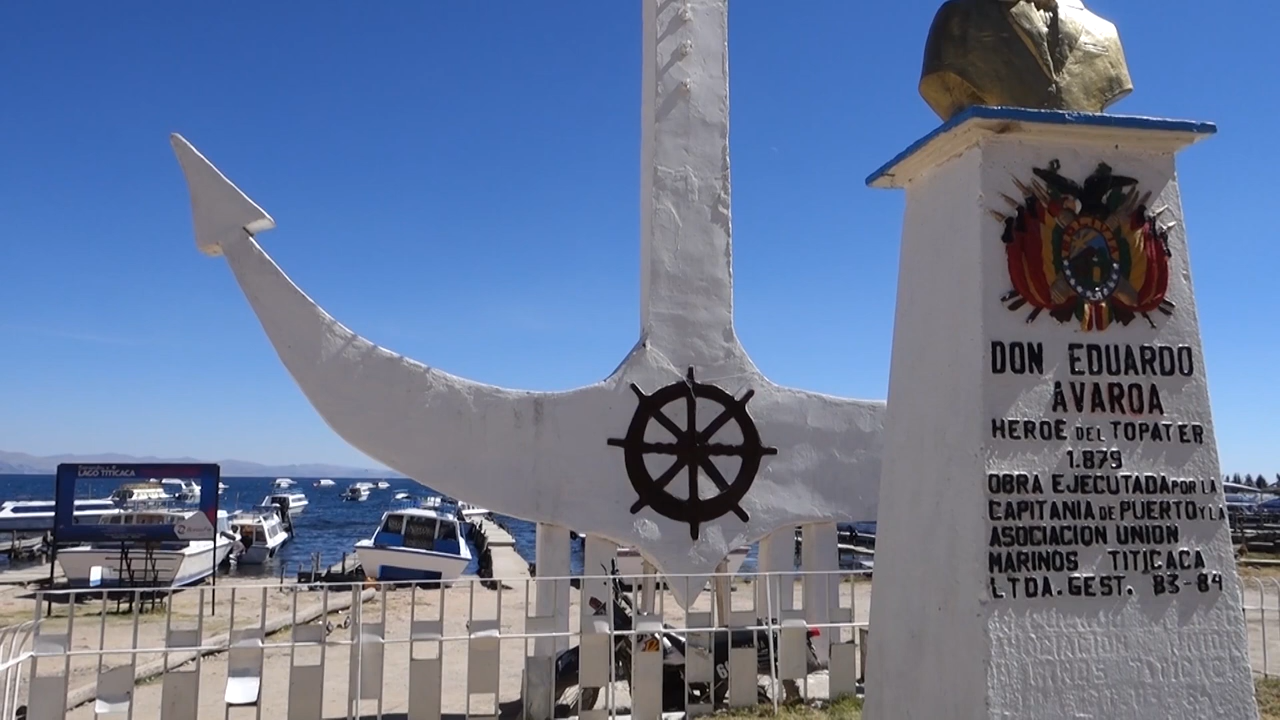 LAGO TITICACA
DON EDUARDO
AVAROA
HEROE DEL TOPATER
1.879
OBRA EJECUTADA POR LA
CAPITANIA DE PUERTO Y LA
ASOCIACION UNION
MARINOS TITICACA
LTDA. GEST. 83-84